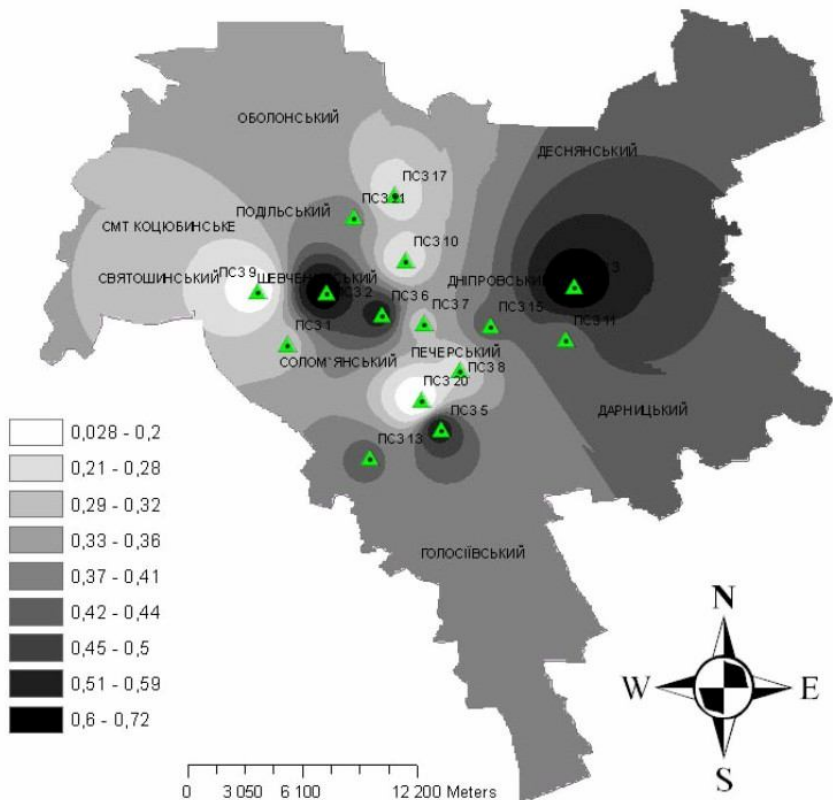 ОБОЛОНСЬКИЙ
ДЕСНЯНСЬКИЙ
ПСЗ 17
ПСЗ 21
ПОДІЛЬСЬКИЙ
СМТ КОЦЮБИНСЬКЕ
ПСЗ 10
СВЯТОШИНСЬКИЙ
ПСЗ 9
ДНІПРОВСЬКИЙ
3
ПСЗ 2
ПСЗ 6
ПСЗ 7
ПСЗ 15
ПСЗ 1
ПСЗ 11
СОЛОМ'ЯНСЬКИЙ
ПЕЧЕРСЬКИЙ
ПСЗ 8
ПСЗ 20
ДАРНИЦЬКИЙ
ПСЗ 5
ПСЗ 13
ГОЛОСІЇВСЬКИЙ
0,028 - 0,2
0,21 - 0,28
0,29 - 0,32
0,33 - 0,36
0,37 - 0,41
0,42 - 0,44
0,45 - 0,5
0,51 - 0,59
0,6 - 0,72
N
W
E
S
0 3 050 6 100 12 200 Meters